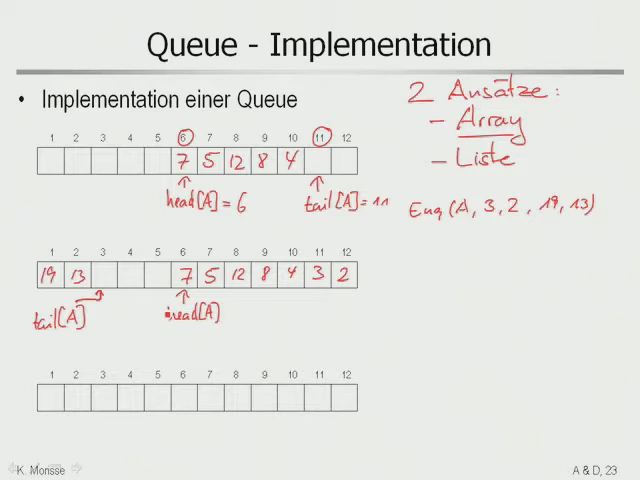 Queue - Implementation
• Implementation einer Queue
2 Ansätze:
- Array
- Liste
1 2 3 4 5 6 7 8 9 10 11 12
7 5 12 8 4
head[A] = 6
tail[A] = 11
Enq(A, 3, 2, 19, 13)
1 2 3 4 5 6 7 8 9 10 11 12
19 13 7 5 12 8 4 3 2
tail[A]
head[A]
1 2 3 4 5 6 7 8 9 10 11 12
K. Morisse
A & D, 23